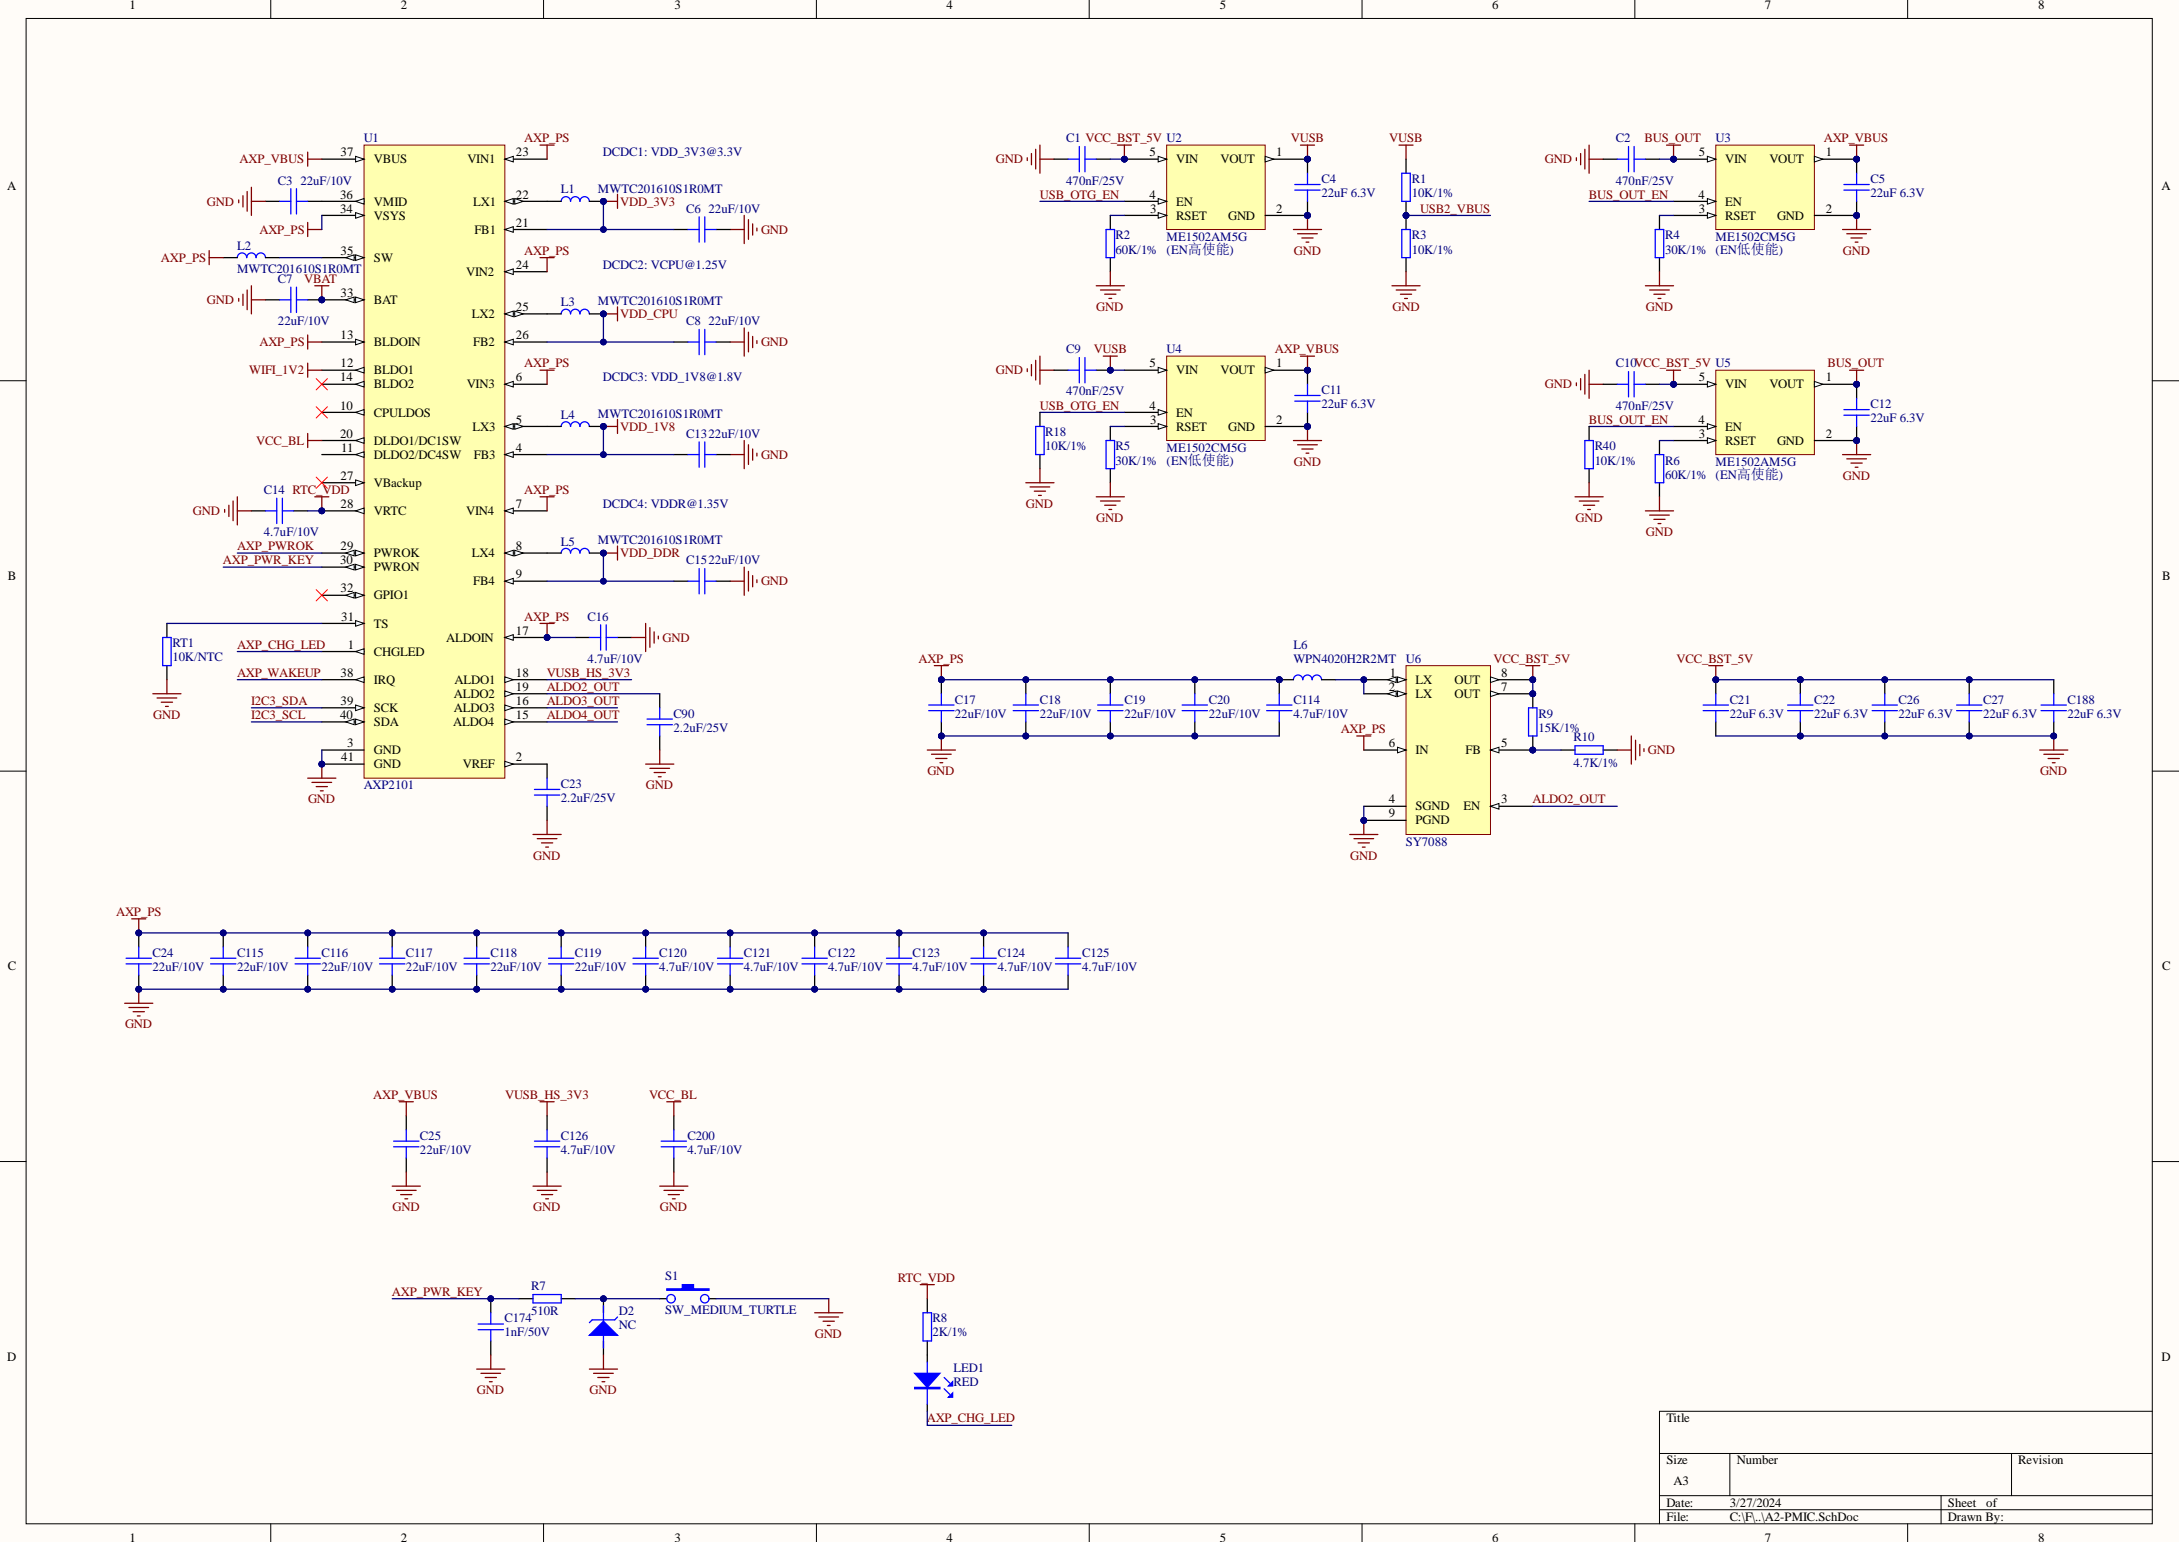 1 2 3 4 5 6 7 8
A
A
U1
AXP_VBUS 37 VBUS
VIN1 23 AXP_PS
DCDC1: VDD_3V3@3.3V
C3 22uF/10V
GND 36 VMID
34 VSYS
AXP_PS
LX1 22 L1 MWTC201610S1R0MT
VDD_3V3
FB1 21 C6 22uF/10V GND
L2
AXP_PS 35 SW
MWTC201610S1R0MT
VIN2 24 AXP_PS
DCDC2: VCPU@1.25V
C7 VBAT
GND 33 BAT
22uF/10V
LX2 25 L3 MWTC201610S1R0MT
VDD_CPU
AXP_PS 13 BLDOIN
FB2 26 C8 22uF/10V GND
WIFI_1V2 12 BLDO1
14 BLDO2
VIN3 6 AXP_PS
DCDC3: VDD_1V8@1.8V
10 CPULDOS
VCC_BL 20 DLDO1/DC1SW
11 DLDO2/DC4SW
LX3 5 L4 MWTC201610S1R0MT
VDD_1V8
FB3 4 C13 22uF/10V GND
27 VBackup
C14 RTC_VDD
GND 28 VRTC
4.7uF/10V
VIN4 7 AXP_PS
DCDC4: VDDR@1.35V
AXP_PWROK 29 PWROK
AXP_PWR_KEY 30 PWRON
LX4 8 L5 MWTC201610S1R0MT
VDD_DDR
FB4 9 C15 22uF/10V GND
32 GPIO1
31 TS
RT1
10K/NTC
GND
ALDOIN 17 AXP_PS C16 GND
4.7uF/10V
AXP_CHG_LED 1 CHGLED
AXP_WAKEUP 38 IRQ
ALDO1 18 VUSB_HS_3V3
ALDO2 19 ALDO2_OUT
I2C3_SDA 39 SCK
ALDO3 16 ALDO3_OUT
I2C3_SCL 40 SDA
ALDO4 15 ALDO4_OUT
C90
2.2uF/25V
GND
3 GND
41 GND
GND
VREF 2
C23
2.2uF/25V
GND
AXP2101
C1 VCC_BST_5V U2 VUSB
GND 5 VIN VOUT 1
470nF/25V
USB_OTG_EN 4 EN
3 RSET GND 2
C4
22uF 6.3V
GND
R2
60K/1%
GND
ME1502AM5G
(EN高使能)
VUSB
R1
10K/1%
USB2_VBUS
R3
10K/1%
GND
C2 BUS_OUT U3 AXP_VBUS
GND 5 VIN VOUT 1
470nF/25V
BUS_OUT_EN 4 EN
3 RSET GND 2
C5
22uF 6.3V
GND
R4
30K/1%
GND
ME1502CM5G
(EN低使能)
C9 VUSB U4 AXP_VBUS
GND 5 VIN VOUT 1
470nF/25V
USB_OTG_EN 4 EN
3 RSET GND 2
C11
22uF 6.3V
GND
R18
10K/1%
GND
R5
30K/1%
GND
ME1502CM5G
(EN低使能)
C10 VCC_BST_5V U5 BUS_OUT
GND 5 VIN VOUT 1
470nF/25V
BUS_OUT_EN 4 EN
3 RSET GND 2
C12
22uF 6.3V
GND
R40
10K/1%
GND
R6
60K/1%
GND
ME1502AM5G
(EN高使能)
B
B
AXP_PS
C17
22uF/10V
C18
22uF/10V
C19
22uF/10V
C20
22uF/10V
C114
4.7uF/10V
GND
L6
WPN4020H2R2MT
U6
1 LX OUT 8
2 LX OUT 7
VCC_BST_5V
R9
15K/1%
AXP_PS
6 IN FB 5
R10
4.7K/1%
GND
4 SGND EN 3 ALDO2_OUT
9 PGND
GND
SY7088
VCC_BST_5V
C21
22uF 6.3V
C22
22uF 6.3V
C26
22uF 6.3V
C27
22uF 6.3V
C188
22uF 6.3V
GND
C
C
AXP_PS
C24
22uF/10V
C115
22uF/10V
C116
22uF/10V
C117
22uF/10V
C118
22uF/10V
C119
22uF/10V
C120
4.7uF/10V
C121
4.7uF/10V
C122
4.7uF/10V
C123
4.7uF/10V
C124
4.7uF/10V
C125
4.7uF/10V
GND
AXP_VBUS
C25
22uF/10V
GND
VUSB_HS_3V3
C126
4.7uF/10V
GND
VCC_BL
C200
4.7uF/10V
GND
D
D
AXP_PWR_KEY
R7
510R
C174
1nF/50V
GND
D2
NC
GND
S1
SW_MEDIUM_TURTLE
GND
RTC_VDD
R8
2K/1%
LED1
RED
AXP_CHG_LED
Title
Size Number Revision
A3
Date: 3/27/2024 Sheet of
File: C:\F\..\A2-PMIC.SchDoc Drawn By:
1 2 3 4 5 6 7 8